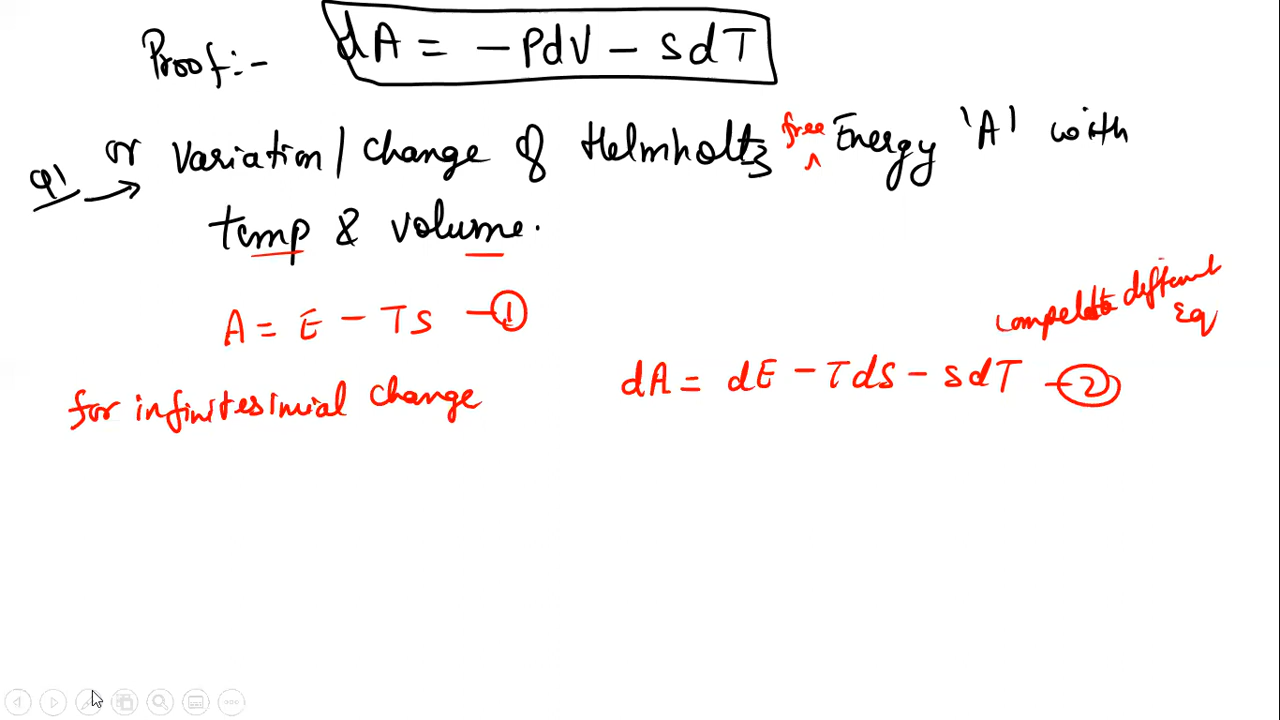 Proof:- dA = -PdV - SdT
Q1 → or variation/change of Helmholtz free Energy 'A' with
temp & volume.
A = E - TS -①
complete differential Eq
for infinitesimial change dA = dE - TdS - SdT -②